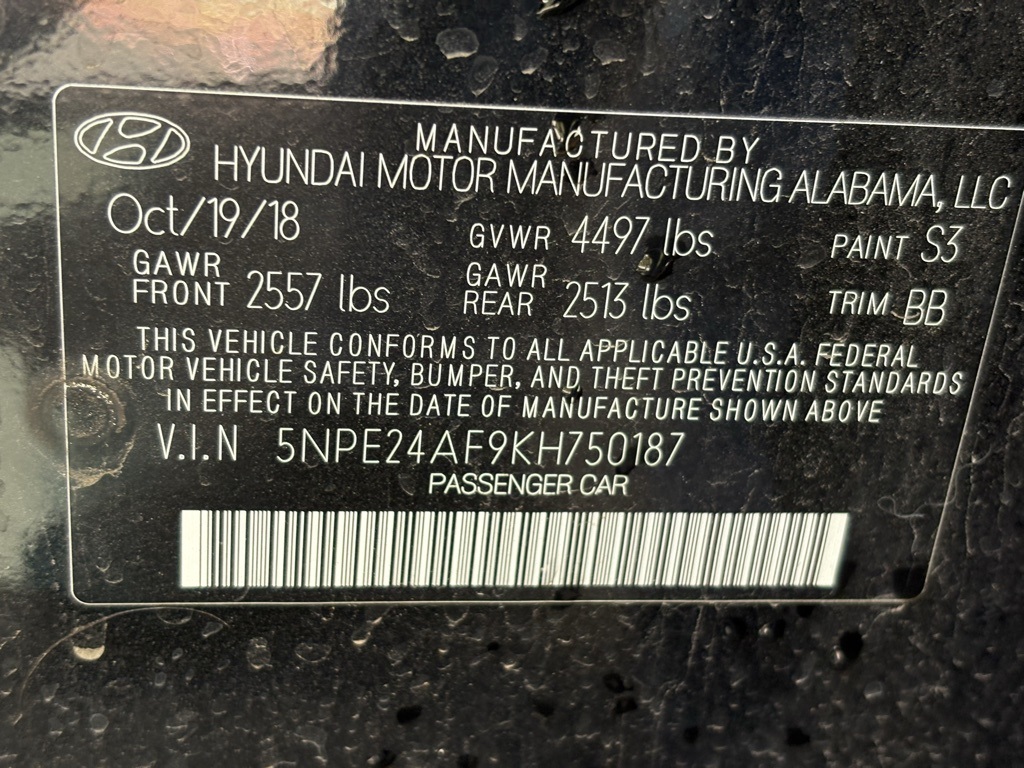 MANUFACTURED BY
HYUNDAI MOTOR MANUFACTURING ALABAMA, LLC
Oct/19/18 GVWR 4497 lbs PAINT S3
GAWR FRONT 2557 lbs GAWR REAR 2513 lbs TRIM BB
THIS VEHICLE CONFORMS TO ALL APPLICABLE U.S.A. FEDERAL
MOTOR VEHICLE SAFETY, BUMPER, AND THEFT PREVENTION STANDARDS
IN EFFECT ON THE DATE OF MANUFACTURE SHOWN ABOVE
V.I.N 5NPE24AF9KH750187
PASSENGER CAR